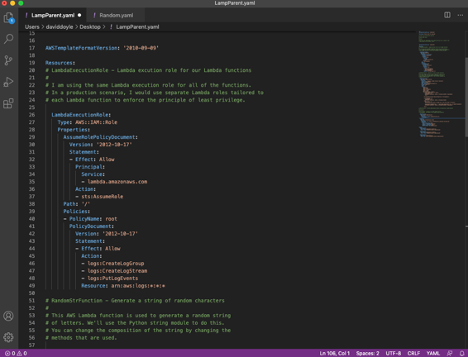 LampParent.yaml
LampParent.yaml
Random.yaml
Users > daviddoyle > Desktop > LampParent.yaml
15
16
17 AWSTemplateFormatVersion: '2010-09-09'
18
19 Resources:
20 # LambdaExecutionRole - Lambda excution role for our Lambda functions
21 #
22 # I am using the same Lambda execution role for all of the functions.
23 # In a production scenario, I would use separate Lambda roles tailored to
24 # each Lambda function to enforce the principle of least privilege.
25
26 LambdaExecutionRole:
27 Type: AWS::IAM::Role
28 Properties:
29 AssumeRolePolicyDocument:
30 Version: '2012-10-17'
31 Statement:
32 - Effect: Allow
33 Principal:
34 Service:
35 - lambda.amazonaws.com
36 Action:
37 - sts:AssumeRole
38 Path: '/'
39 Policies:
40 - PolicyName: root
41 PolicyDocument:
42 Version: '2012-10-17'
43 Statement:
44 - Effect: Allow
45 Action:
46 - logs:CreateLogGroup
47 - logs:CreateLogStream
48 - logs:PutLogEvents
49 Resource: arn:aws:logs:*:*:*
50
51 # RandomStrFunction - Generate a string of random characters
52 #
53 # This AWS Lambda function is used to generate a random string
54 # of letters. We'll use the Python string module to do this.
55 # You can change the composition of the string by changing the
56 # methods that are used.
57
0 0
Ln 106, Col 1 Spaces: 2 UTF-8 CRLF YAML